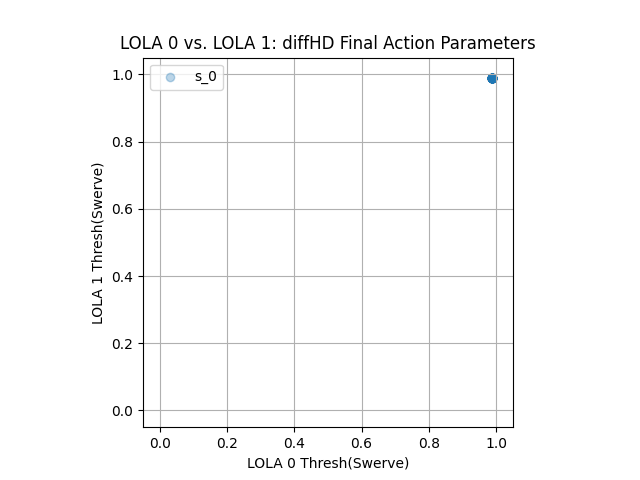 LOLA 0 vs. LOLA 1: diffHD Final Action Parameters
s_0
1.0
0.8
0.6
0.4
0.2
0.0
LOLA 1 Thresh(Swerve)
0.0 0.2 0.4 0.6 0.8 1.0
LOLA 0 Thresh(Swerve)